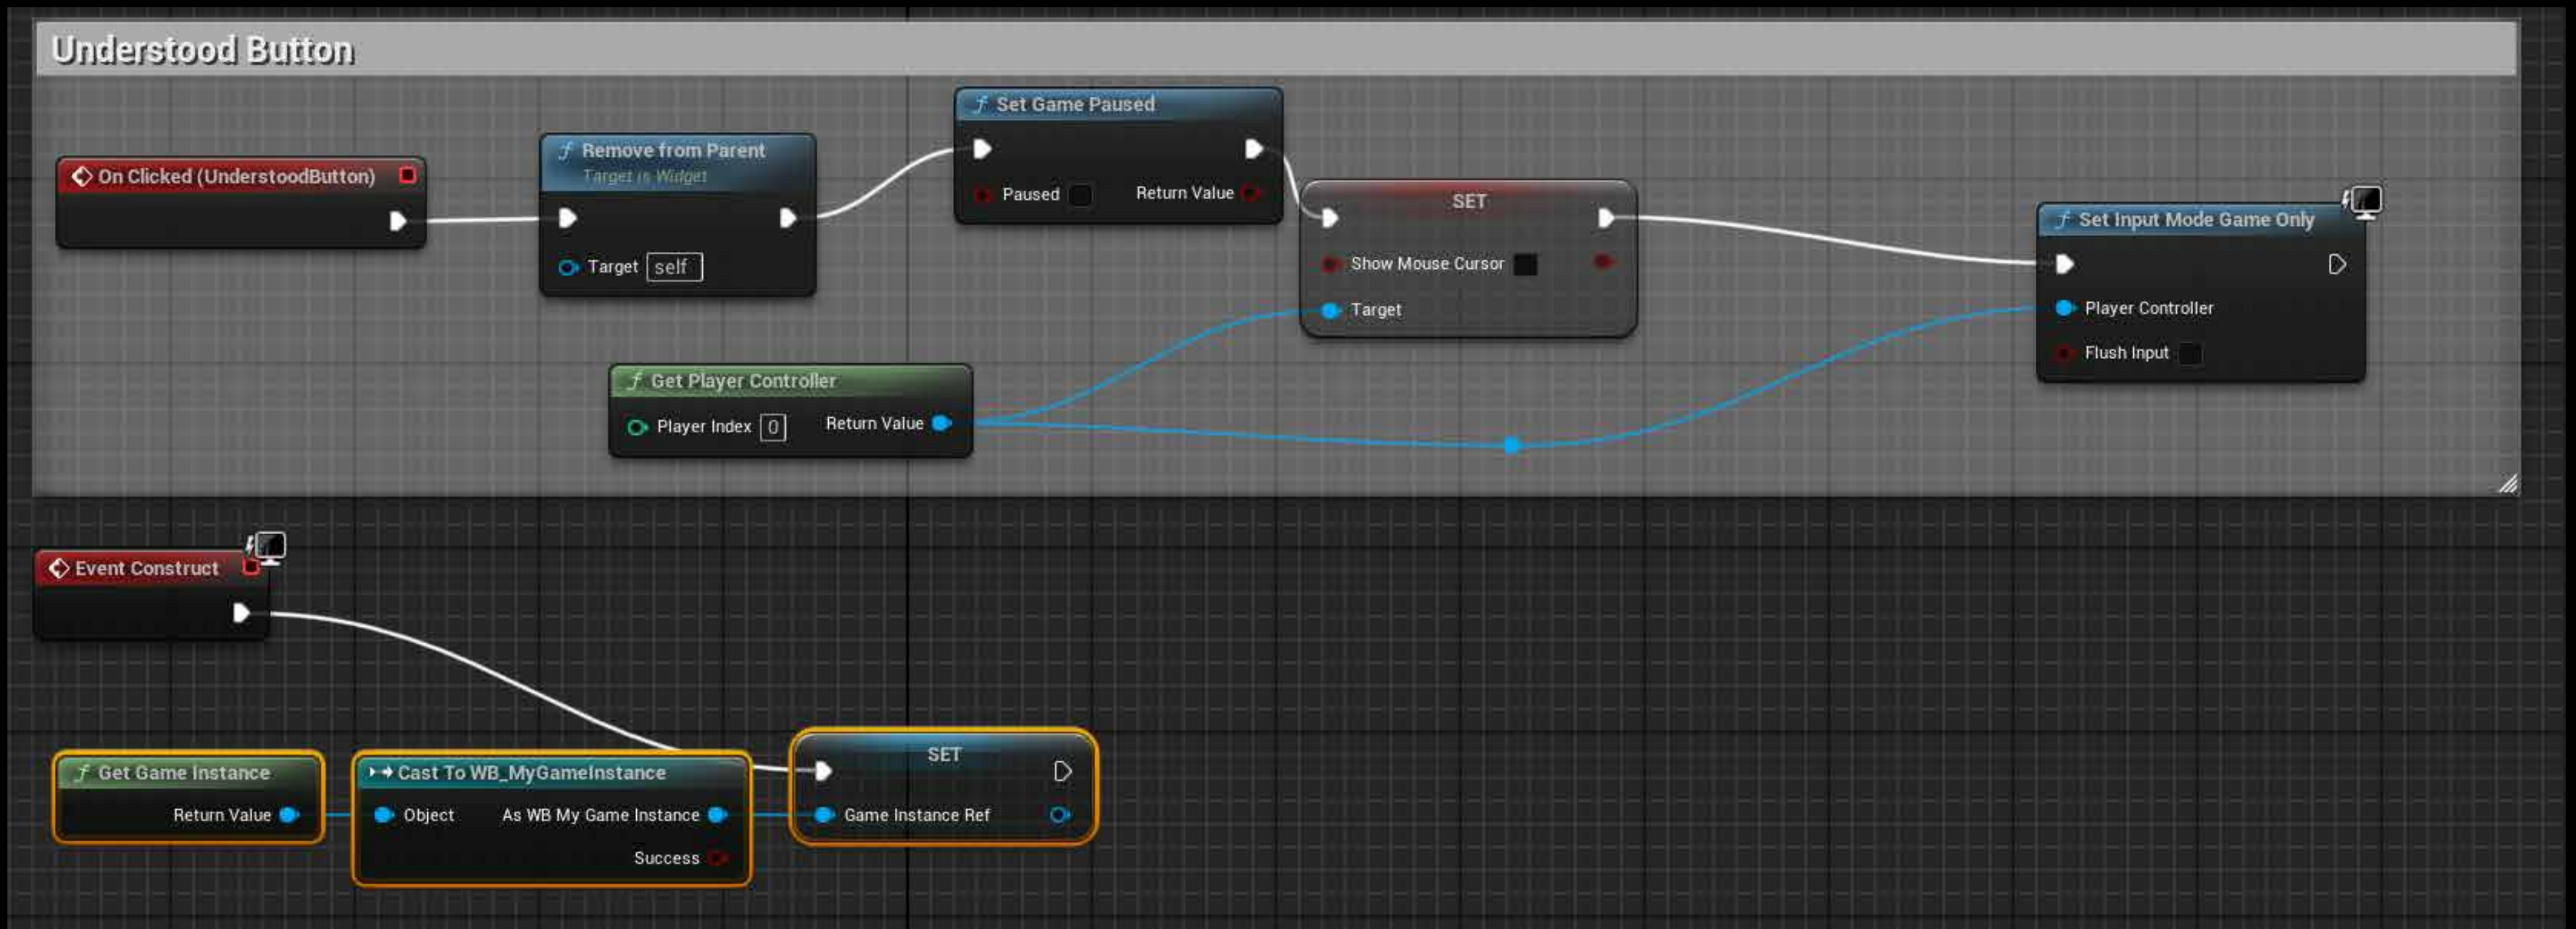 Understood Button
On Clicked (UnderstoodButton)
Remove from Parent
Target is Widget
Target self
Set Game Paused
Paused Return Value
SET
Show Mouse Cursor
Target
Set Input Mode Game Only
Player Controller
Flush Input
Get Player Controller
Player Index 0 Return Value
Event Construct
Get Game Instance
Return Value
Cast To WB_MyGameInstance
Object As WB My Game Instance
Success
SET
Game Instance Ref